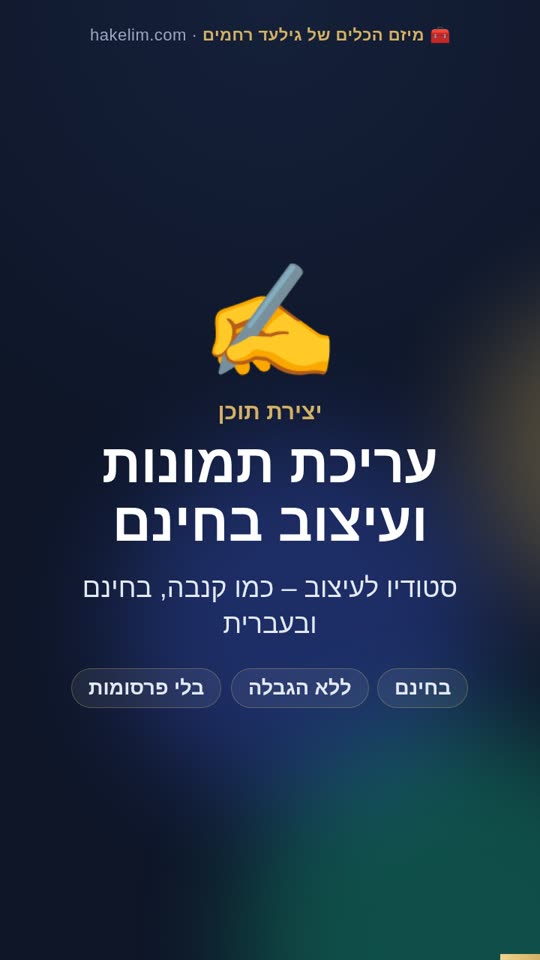 🧰 מיזם הכלים של גילעד רחמים · hakelim.com
יצירת תוכן
עריכת תמונות
ועיצוב בחינם
סטודיו לעיצוב – כמו קנבה, בחינם
ובעברית
בחינם
ללא הגבלה
בלי פרסומות